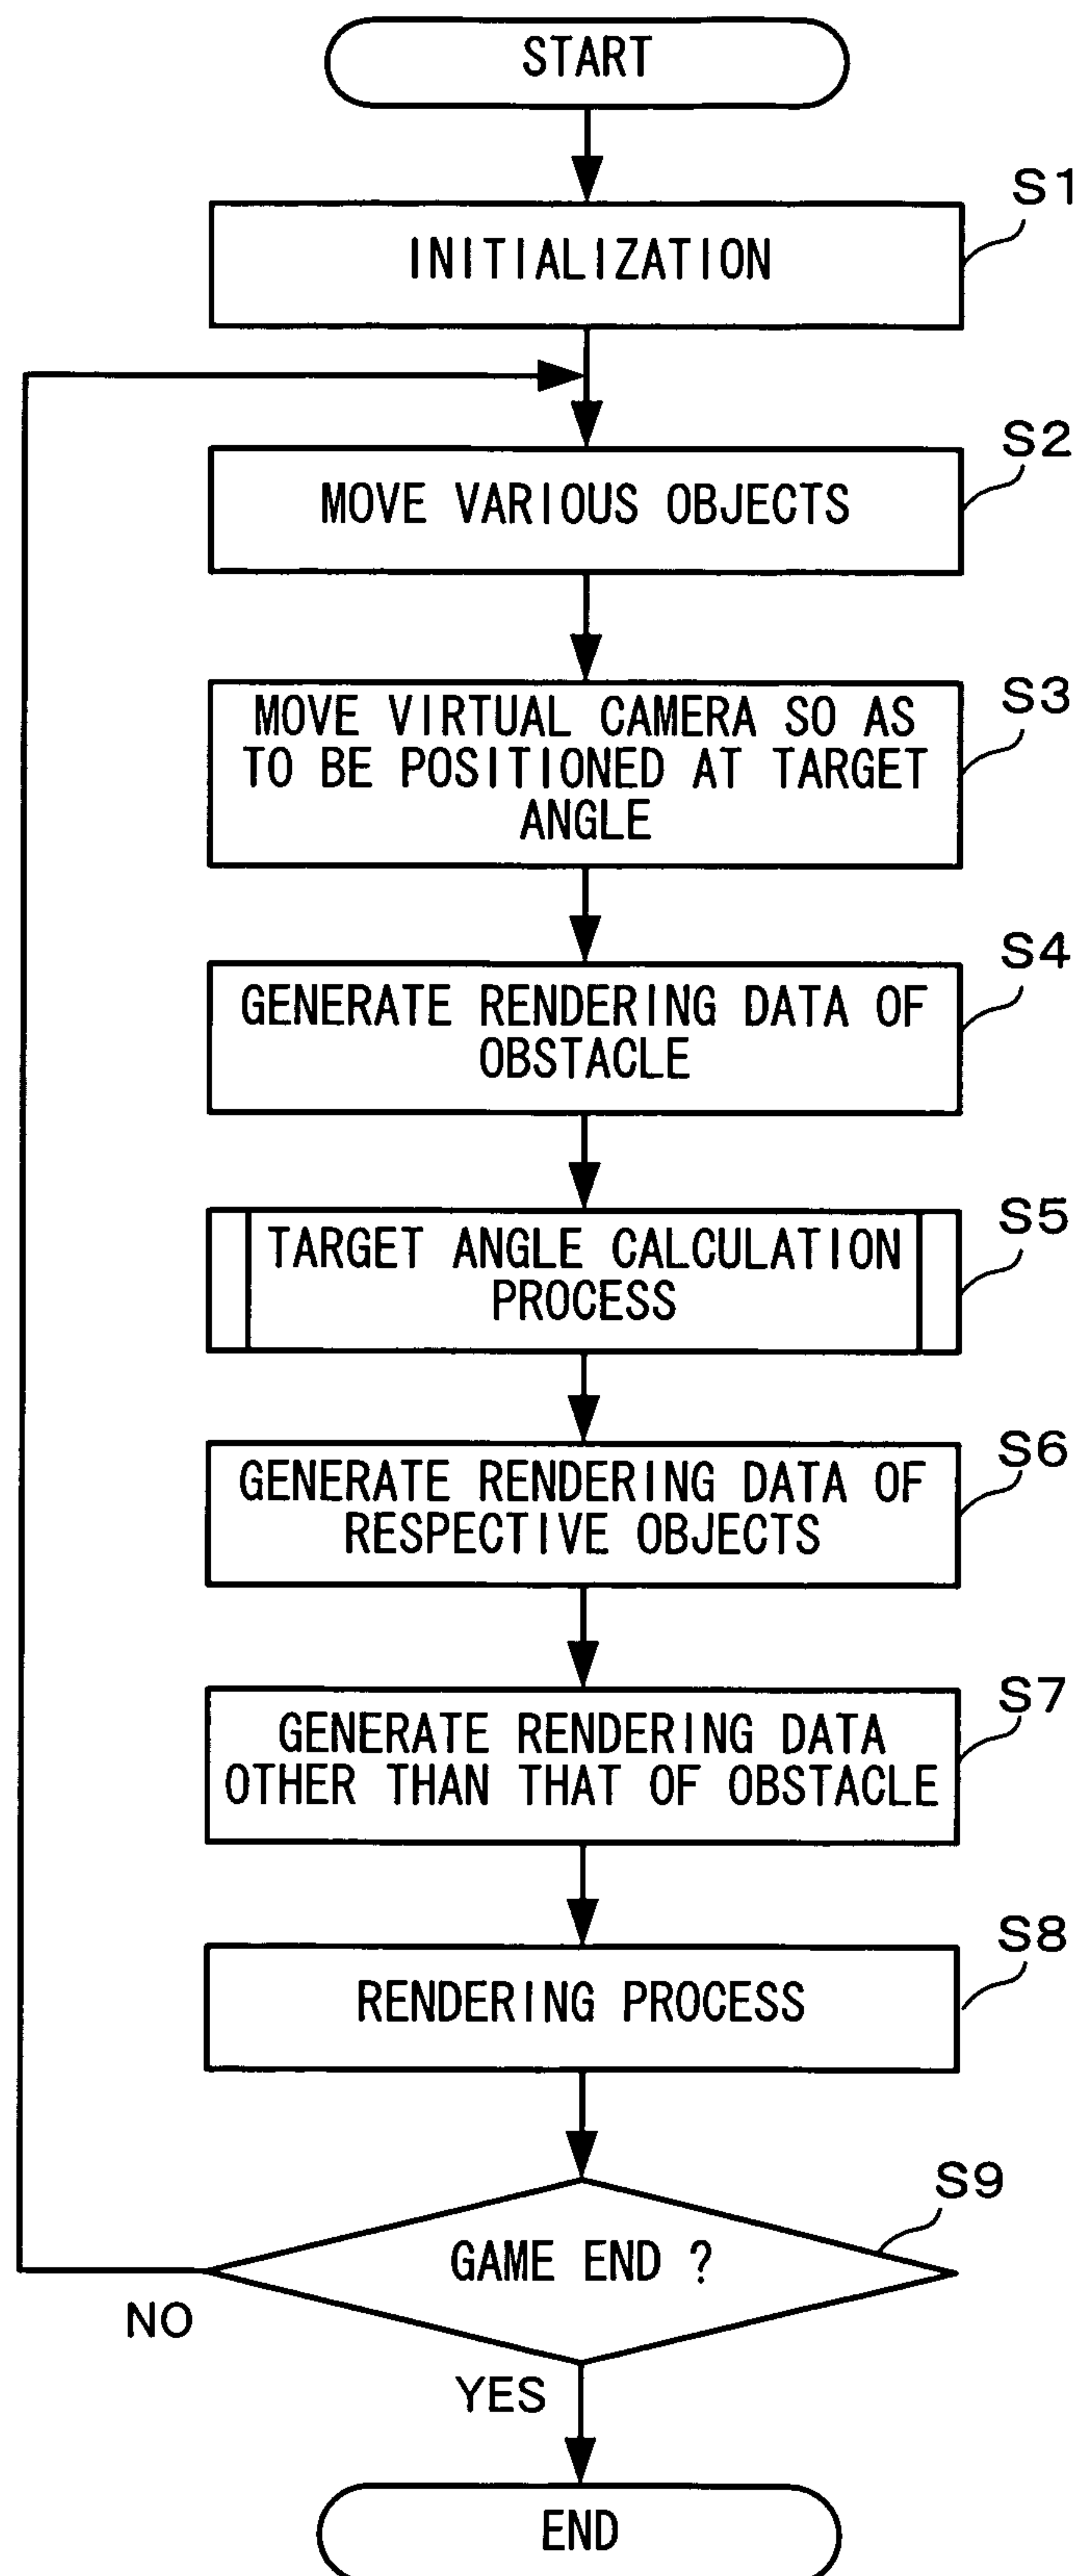 START
S1
INITIALIZATION
S2
MOVE VARIOUS OBJECTS
S3
MOVE VIRTUAL CAMERA SO AS
TO BE POSITIONED AT TARGET
ANGLE
S4
GENERATE RENDERING DATA OF
OBSTACLE
S5
TARGET ANGLE CALCULATION
PROCESS
S6
GENERATE RENDERING DATA OF
RESPECTIVE OBJECTS
S7
GENERATE RENDERING DATA
OTHER THAN THAT OF OBSTACLE
S8
RENDERING PROCESS
S9
GAME END ?
NO
YES
END